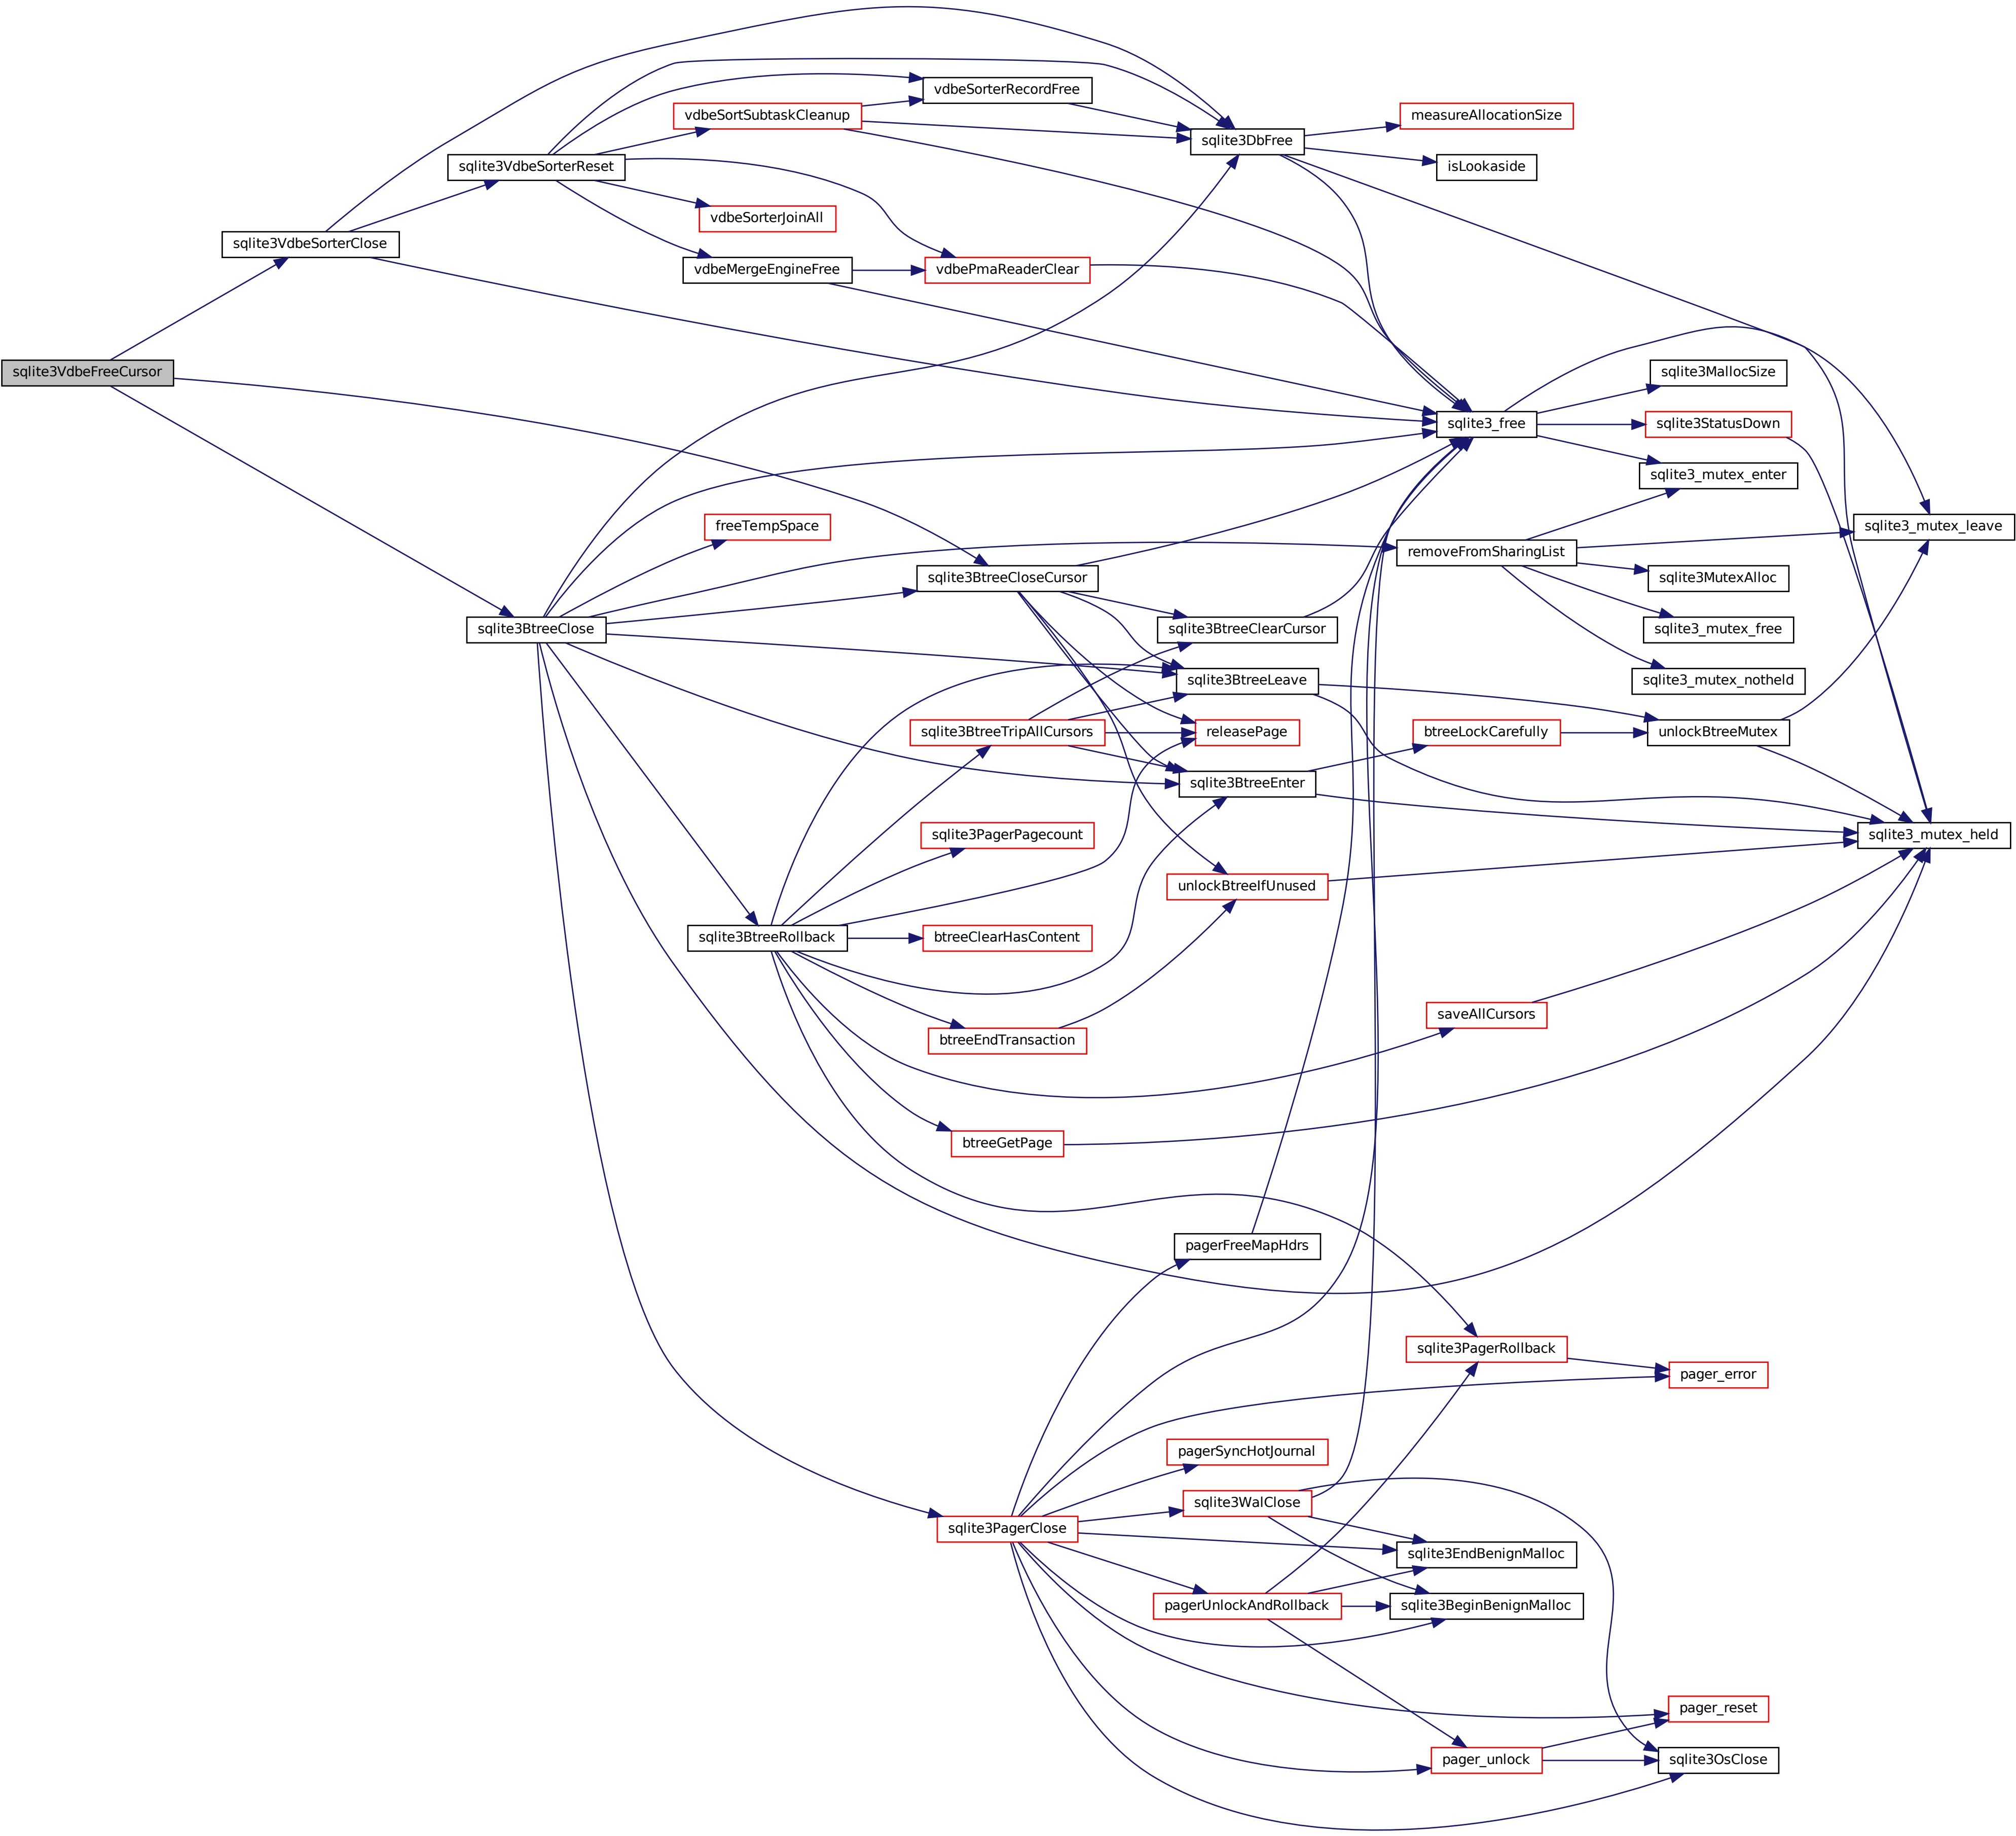 vdbeSorterRecordFree
measureAllocationSize
vdbeSortSubtaskCleanup
sqlite3DbFree
sqlite3VdbeSorterReset
isLookaside
vdbeSorterJoinAll
sqlite3VdbeSorterClose
vdbeMergeEngineFree
vdbePmaReaderClear
sqlite3VdbeFreeCursor
sqlite3MallocSize
sqlite3_free
sqlite3StatusDown
sqlite3_mutex_enter
freeTempSpace
sqlite3_mutex_leave
removeFromSharingList
sqlite3BtreeCloseCursor
sqlite3MutexAlloc
sqlite3BtreeClose
sqlite3BtreeClearCursor
sqlite3_mutex_free
sqlite3BtreeLeave
sqlite3_mutex_notheld
sqlite3BtreeTripAllCursors
releasePage
btreeLockCarefully
unlockBtreeMutex
sqlite3BtreeEnter
sqlite3PagerPagecount
sqlite3_mutex_held
unlockBtreeIfUnused
sqlite3BtreeRollback
btreeClearHasContent
saveAllCursors
btreeEndTransaction
btreeGetPage
pagerFreeMapHdrs
sqlite3PagerRollback
pager_error
pagerSyncHotJournal
sqlite3WalClose
sqlite3PagerClose
sqlite3EndBenignMalloc
pagerUnlockAndRollback
sqlite3BeginBenignMalloc
pager_reset
pager_unlock
sqlite3OsClose